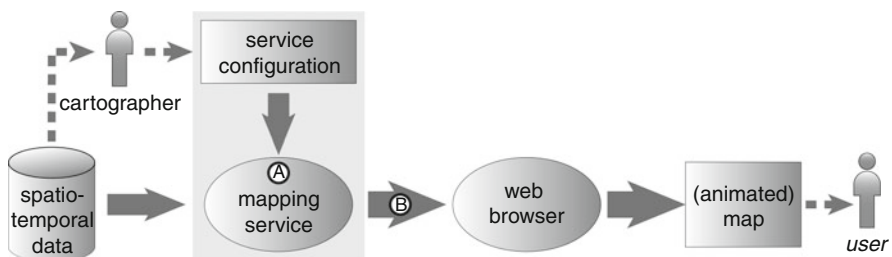 service
configuration
cartographer
spatio-
temporal
data
A
mapping
service
B
web
browser
(animated)
map
user